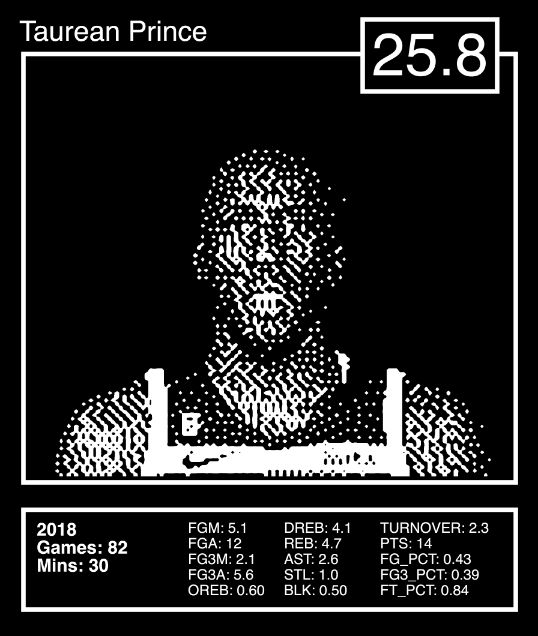 Taurean Prince
25.8
2018
Games: 82
Mins: 30
FGM: 5.1
FGA: 12
FG3M: 2.1
FG3A: 5.6
OREB: 0.60
DREB: 4.1
REB: 4.7
AST: 2.6
STL: 1.0
BLK: 0.50
TURNOVER: 2.3
PTS: 14
FG_PCT: 0.43
FG3_PCT: 0.39
FT_PCT: 0.84